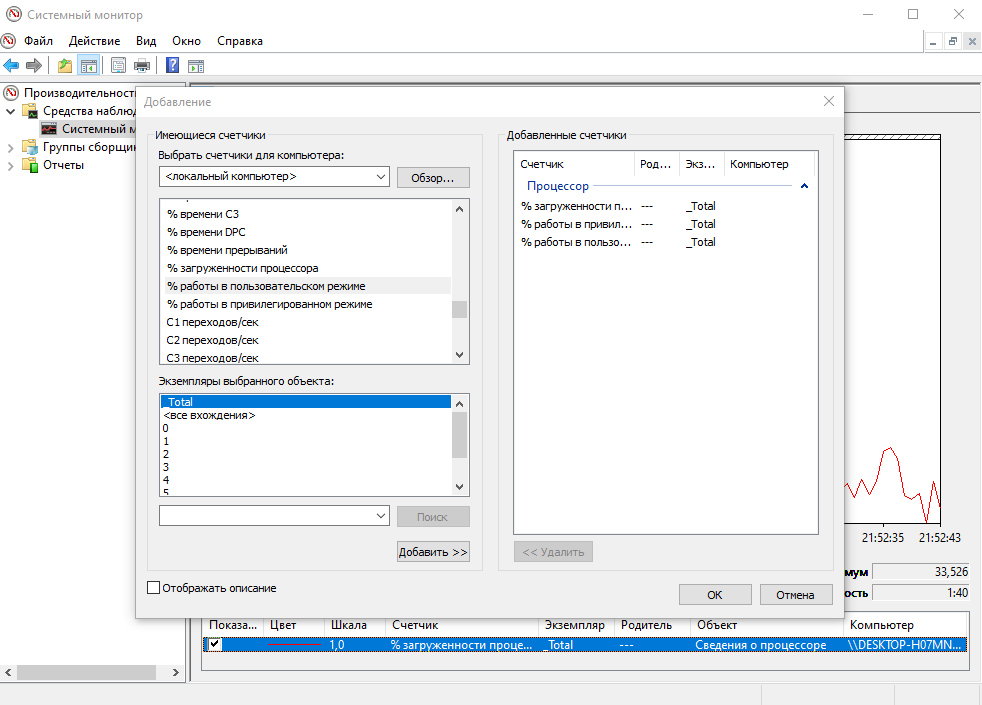 Системный монитор
Файл Действие Вид Окно Справка
Производительность
Средства наблюд
Системный м
Группы сборщик
Отчеты
Добавление
Имеющиеся счетчики
Выбрать счетчики для компьютера:
<локальный компьютер>
Обзор...
% времени C3
% времени DPC
% времени прерываний
% загруженности процессора
% работы в пользовательском режиме
% работы в привилегированном режиме
C1 переходов/сек
C2 переходов/сек
C3 переходов/сек
Экземпляры выбранного объекта:
_Total
<все вхождения>
0
1
2
3
4
5
Поиск
Добавить >>
Отображать описание
Добавленные счетчики
Счетчик Род... Экз... Компьютер
Процессор
% загруженности п... --- _Total
% работы в привил... --- _Total
% работы в пользо... --- _Total
<< Удалить
ОК
Отмена
21:52:35 21:52:43
мум 33,526
ость 1:40
Показа... Цвет Шкала Счетчик Экземпляр Родитель Объект Компьютер
1,0 % загруженности проце... _Total --- Сведения о процессоре \\DESKTOP-H07MN...